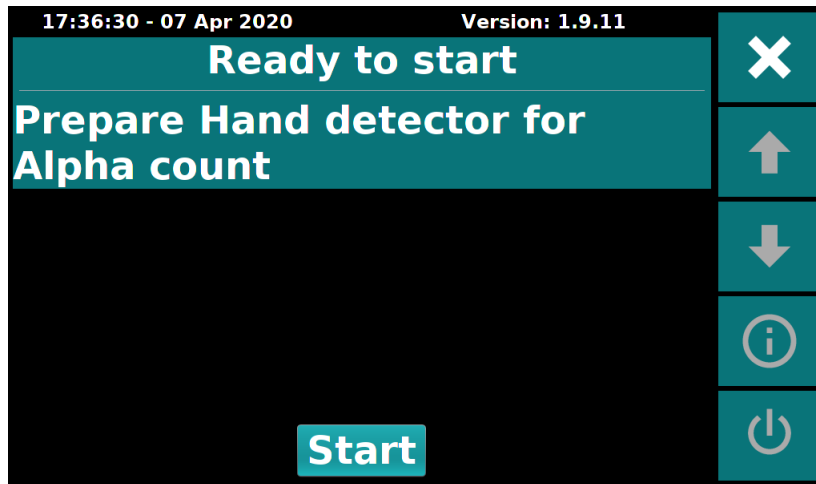 17:36:30 - 07 Apr 2020 Version: 1.9.11
Ready to start
Prepare Hand detector for
Alpha count
Start